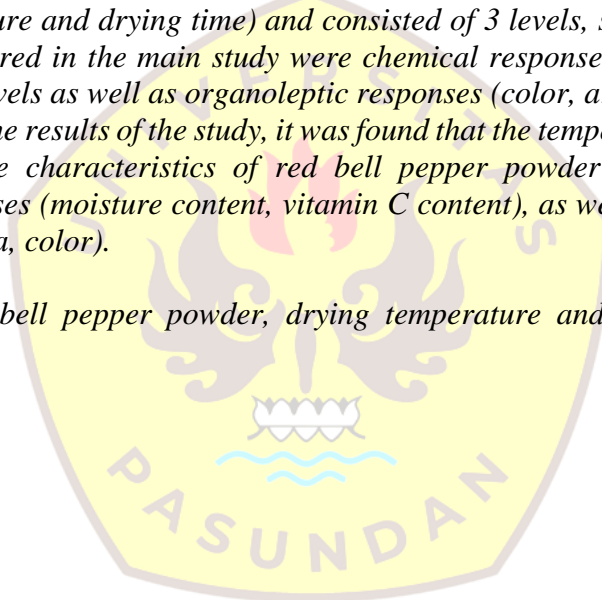 ure and drying time) and consisted of 3 levels, s
red in the main study were chemical response
vels as well as organoleptic responses (color, a
he results of the study, it was found that the tempe
e characteristics of red bell pepper powder
ses (moisture content, vitamin C content), as we
a, color).
bell pepper powder, drying temperature and
UNIVERSITAS
PASUNDAN